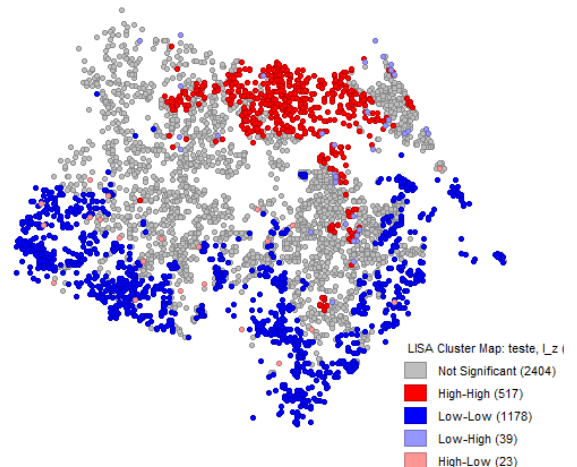 LISA Cluster Map: teste, I_z (
Not Significant (2404)
High-High (517)
Low-Low (1178)
Low-High (39)
High-Low (23)